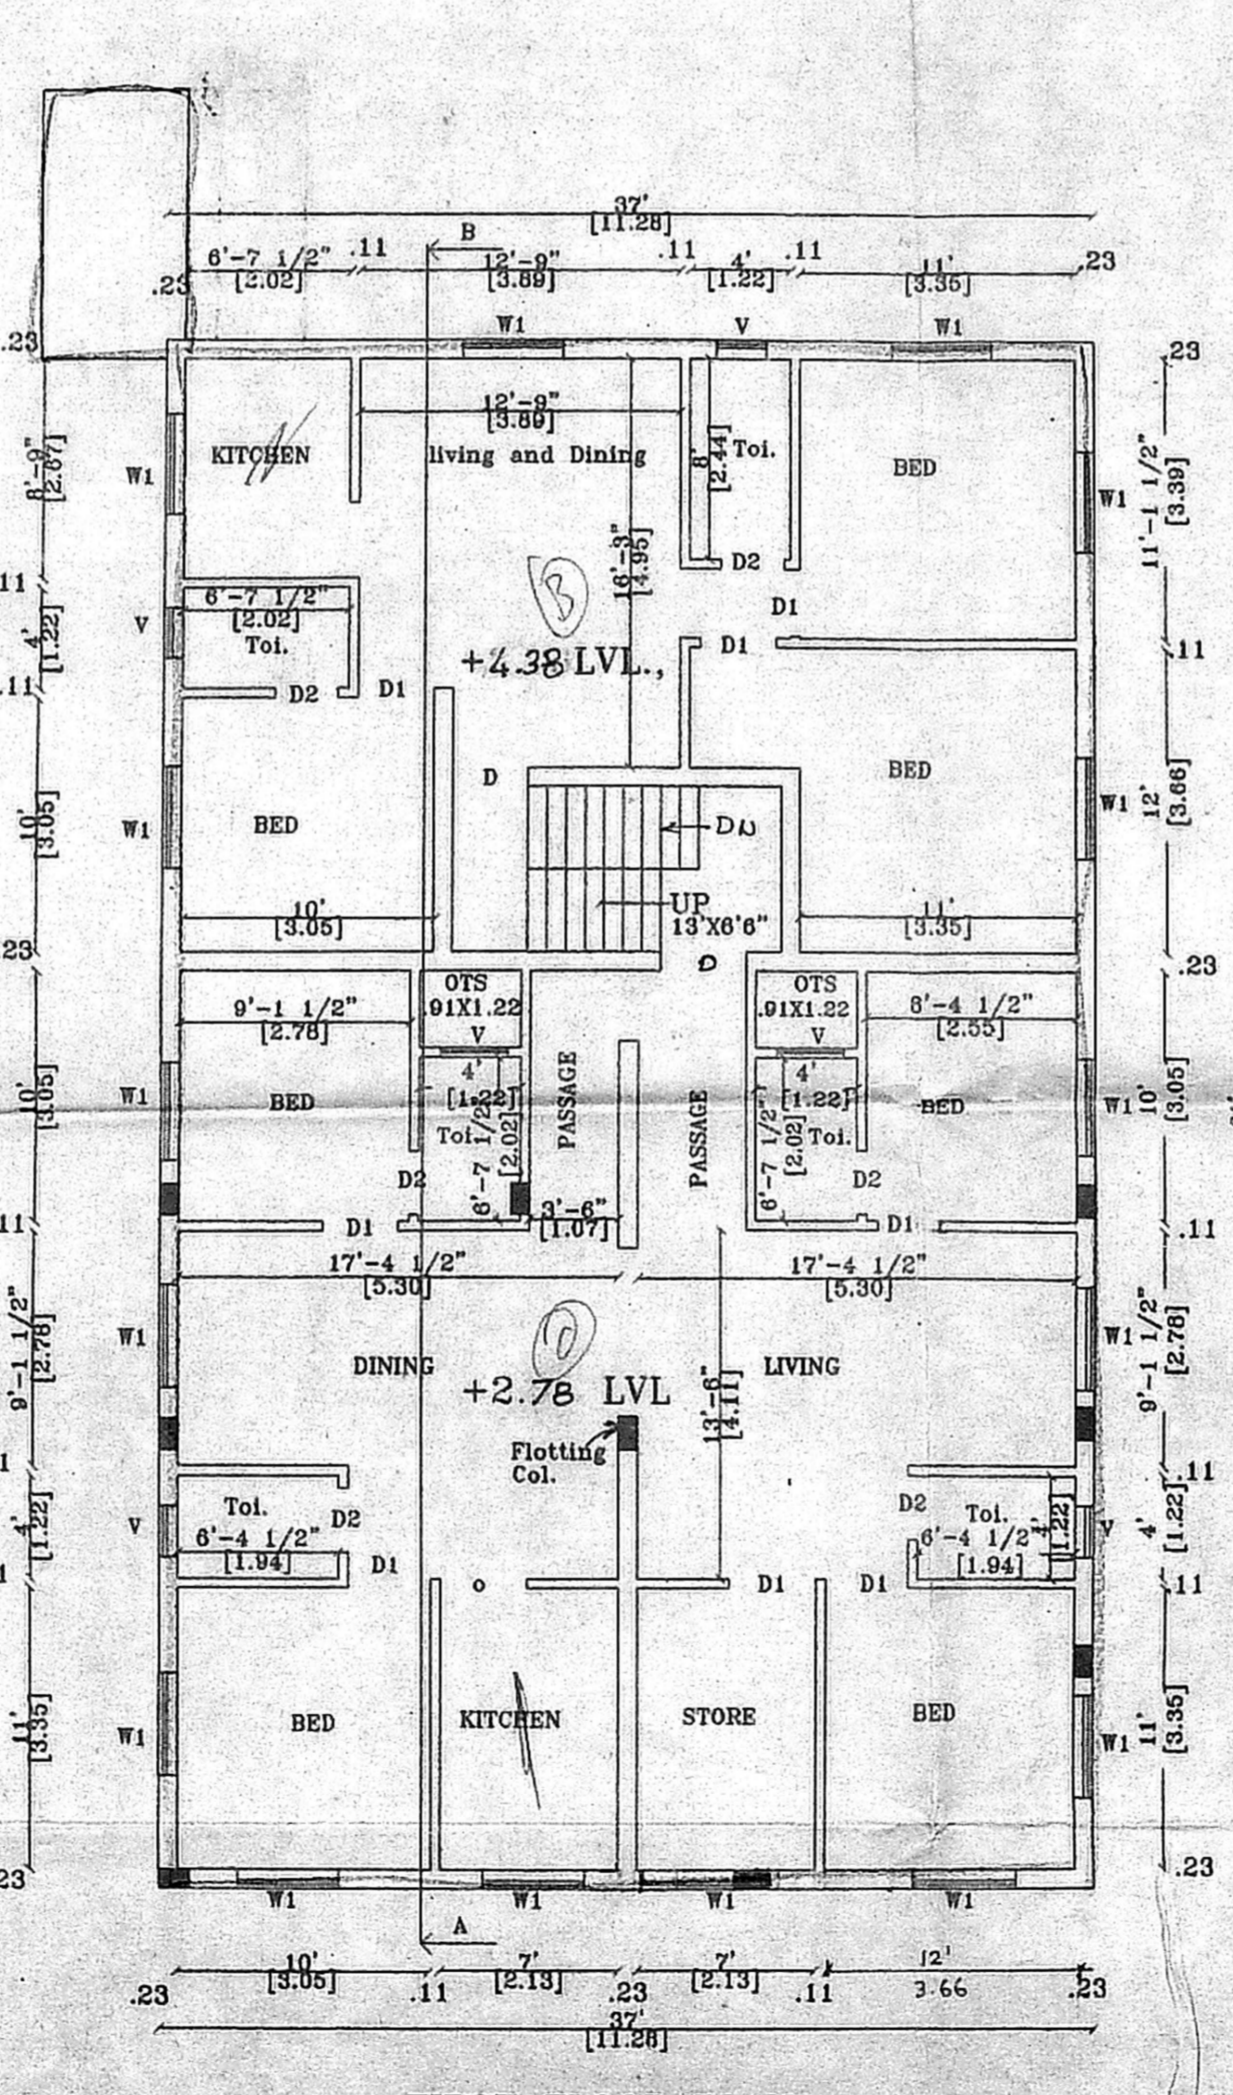 37'
[11.28]
B
6'-7 1/2"
[2.02]
.11
12'-9"
[3.89]
.11
4'
[1.22]
.11
11'
[3.35]
.23
.23
W1
V
W1
.23
23
12'-9"
[3.89]
KITCHEN
living and Dining
8'
[2.44]
Toi.
BED
8'-9"
[2.67]
W1
W1
11'-1 1/2"
[3.39]
16'-3"
[4.95]
D2
11
6'-7 1/2"
[2.02]
Toi.
V
4'
[1.22]
B
D1
D1
+4.38 LVL.,
.11
.11
D2
D1
D
BED
W1
12'
[3.66]
10'
[3.05]
W1
BED
DN
UP
13'X6'6"
10'
[3.05]
11'
[3.35]
23
D
.23
OTS
.91X1.22
V
OTS
.91X1.22
V
9'-1 1/2"
[2.78]
8'-4 1/2"
[2.55]
10'
[3.05]
W1
BED
4'
[1.22]
Toi.
6'-7 1/2"
[2.02]
PASSAGE
PASSAGE
4'
[1.22]
6'-7 1/2"
[2.02]
Toi.
BED
W1
10'
[3.05]
D2
D2
3'-6"
[1.07]
11
D1
D1
.11
17'-4 1/2"
[5.30]
17'-4 1/2"
[5.30]
9'-1 1/2"
[2.78]
W1
W1
9'-1 1/2"
[2.78]
DINING
LIVING
+2.78 LVL
13'-6"
[4.11]
Flotting
Col.
1
.11
Toi.
6'-4 1/2"
[1.94]
D2
V
4'
[1.22]
D2
Toi.
6'-4 1/2"
[1.94]
4'
1.22]
V
4'
[1.22]
D1
o
D1
D1
1
11
BED
KITCHEN
STORE
BED
11'
[3.35]
W1
W1
11'
[3.35]
23
.23
W1
W1
W1
W1
A
10'
[3.05]
7'
[2.13]
7'
[2.13]
12'
3.66
.23
.11
.23
.11
.23
37'
[11.28]